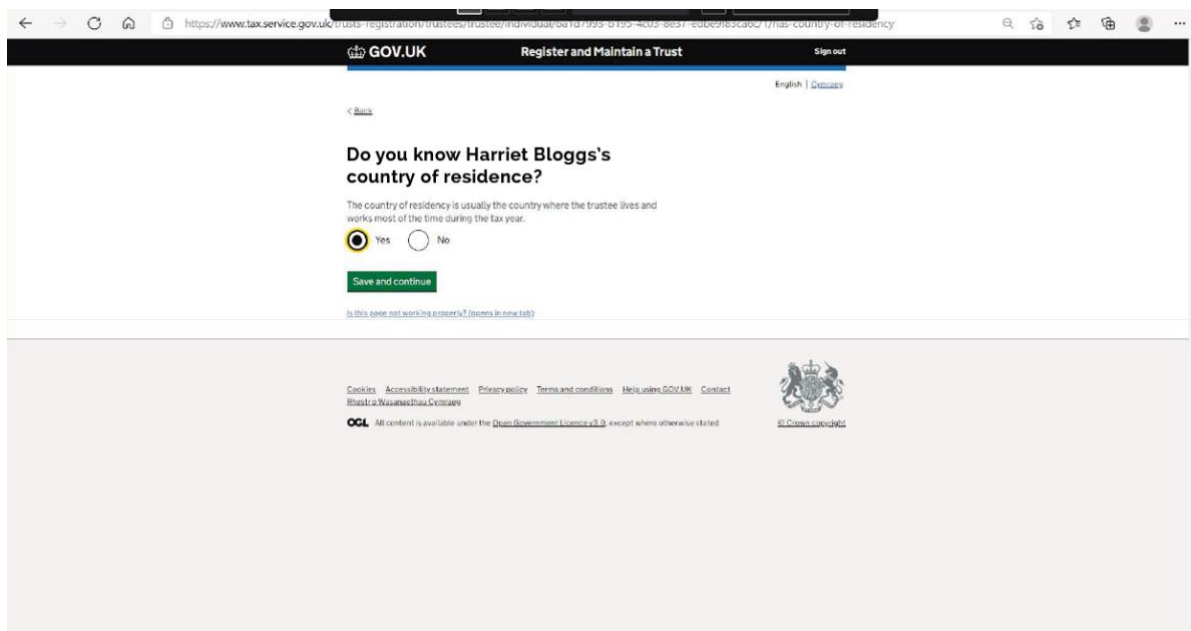 https://www.tax.service.gov.uk/trusts-registration/trustees/trustee/individual/
has-country-of-residency
GOV.UK Register and Maintain a Trust Sign out
English | Cymraeg
< Back
Do you know Harriet Bloggs's
country of residence?
The country of residency is usually the country where the trustee lives and
works most of the time during the tax year.
Yes No
Save and continue
Is this page not working properly? (opens in new tab)
Cookies Accessibility statement Privacy policy Terms and conditions Help using GOV.UK Contact
Rhestr o Wasanaethau Cymraeg
OGL All content is available under the Open Government Licence v3.0, except where otherwise stated
© Crown copyright